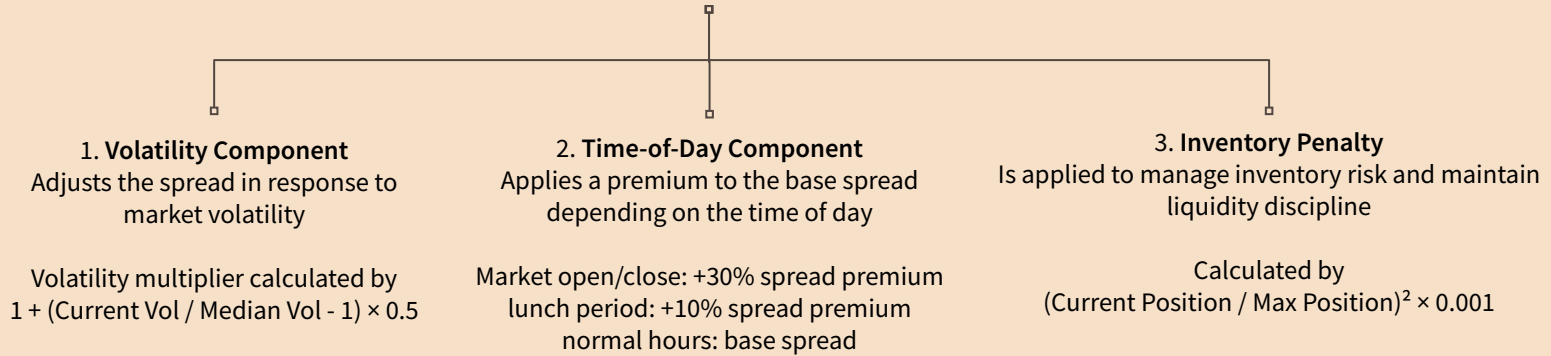 1. Volatility Component
Adjusts the spread in response to
market volatility
Volatility multiplier calculated by
1 + (Current Vol / Median Vol - 1) × 0.5
2. Time-of-Day Component
Applies a premium to the base spread
depending on the time of day
Market open/close: +30% spread premium
lunch period: +10% spread premium
normal hours: base spread
3. Inventory Penalty
Is applied to manage inventory risk and maintain
liquidity discipline
Calculated by
(Current Position / Max Position)² × 0.001